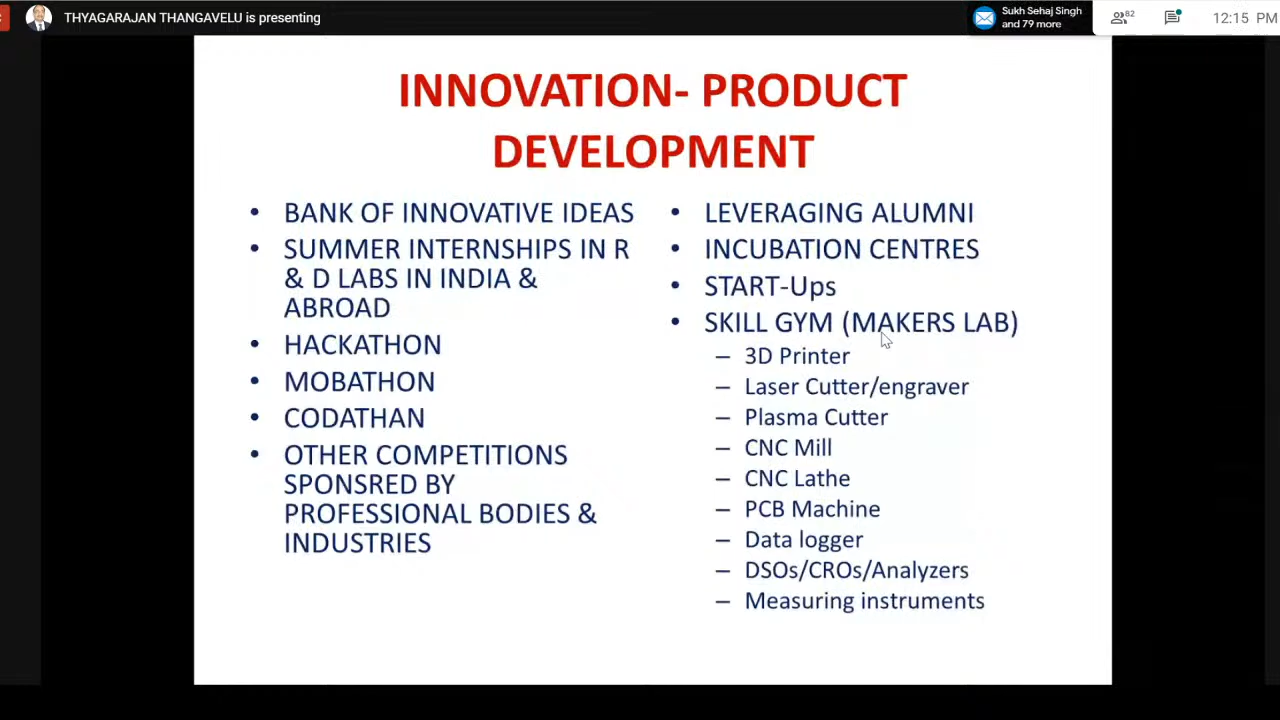 THYAGARAJAN THANGAVELU is presenting
Sukh Sehaj Singh
and 79 more
82
12:15 PM
INNOVATION- PRODUCT
DEVELOPMENT
• BANK OF INNOVATIVE IDEAS
• SUMMER INTERNSHIPS IN R
& D LABS IN INDIA &
ABROAD
• HACKATHON
• MOBATHON
• CODATHAN
• OTHER COMPETITIONS
SPONSRED BY
PROFESSIONAL BODIES &
INDUSTRIES
• LEVERAGING ALUMNI
• INCUBATION CENTRES
• START-Ups
• SKILL GYM (MAKERS LAB)
– 3D Printer
– Laser Cutter/engraver
– Plasma Cutter
– CNC Mill
– CNC Lathe
– PCB Machine
– Data logger
– DSOs/CROs/Analyzers
– Measuring instruments